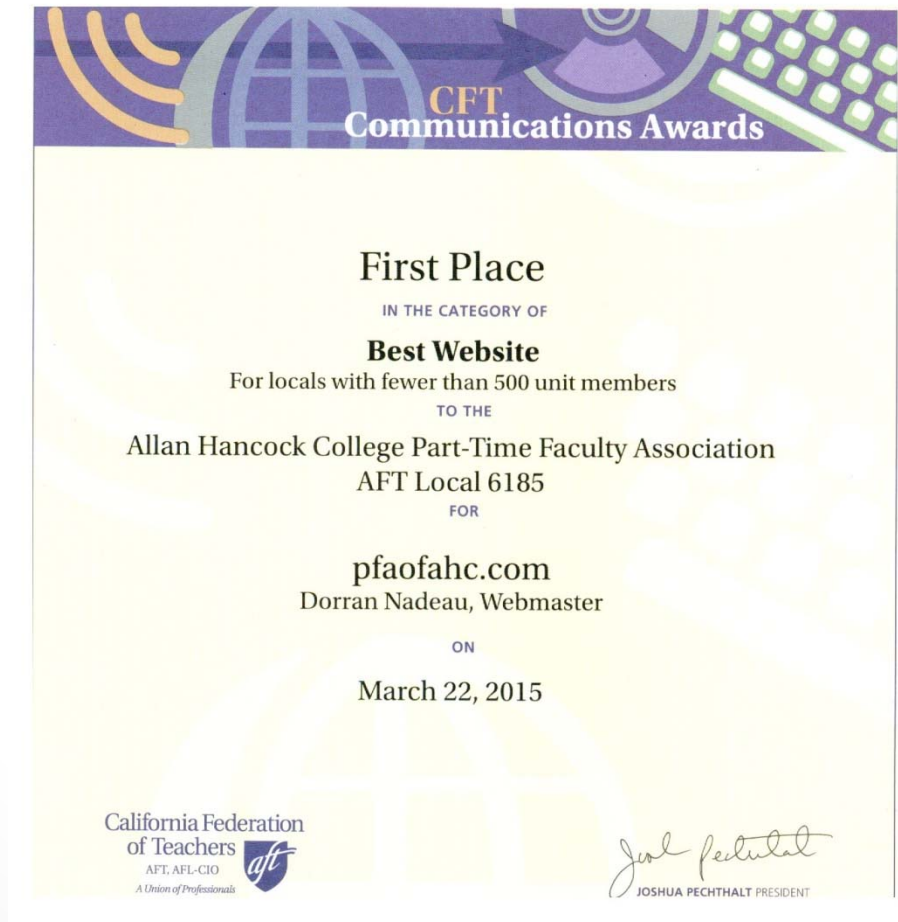 CFT
Communications Awards
First Place
IN THE CATEGORY OF
Best Website
For locals with fewer than 500 unit members
TO THE
Allan Hancock College Part-Time Faculty Association
AFT Local 6185
FOR
pfaofahc.com
Dorran Nadeau, Webmaster
ON
March 22, 2015
California Federation
of Teachers
AFT, AFL-CIO
A Union of Professionals
aft
JOSHUA PECHTHALT PRESIDENT